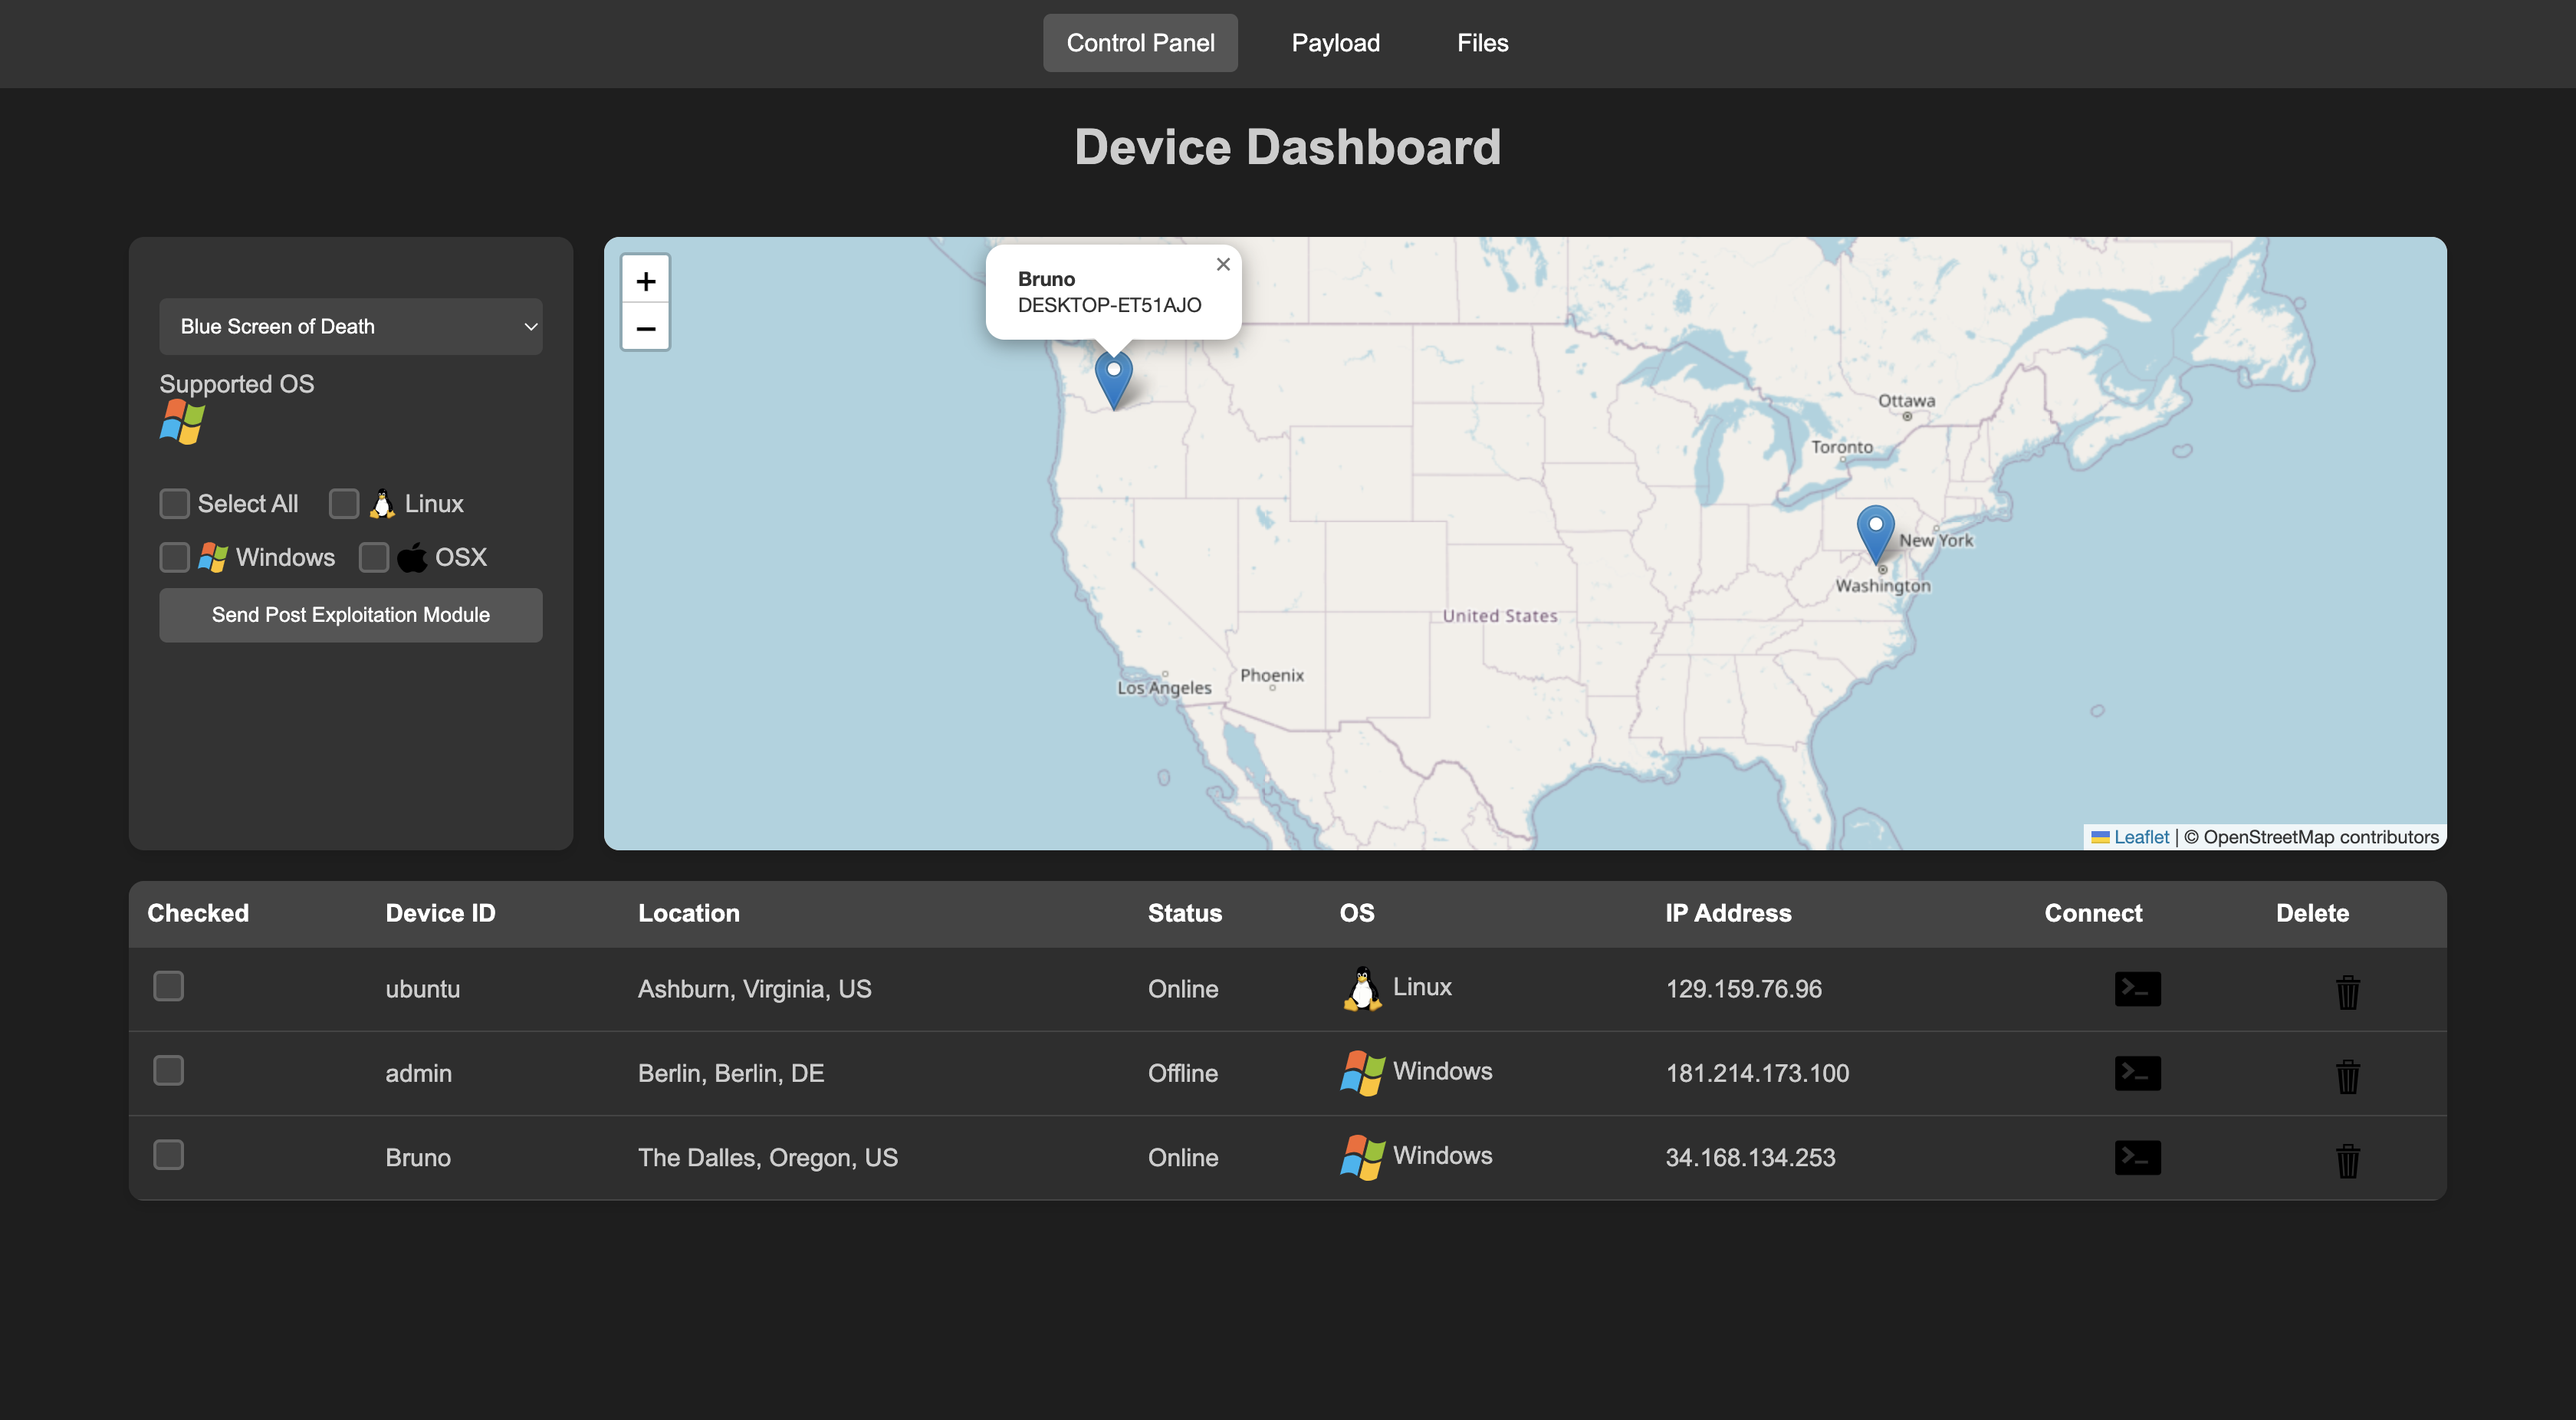 Control Panel Payload Files
Device Dashboard
Blue Screen of Death
Supported OS
Select All Linux
Windows OSX
Send Post Exploitation Module
+
−
Bruno
DESKTOP-ET51AJO
×
Ottawa
Toronto
New York
Washington
United States
Los Angeles
Phoenix
Leaflet | © OpenStreetMap contributors
Checked Device ID Location Status OS IP Address Connect Delete
ubuntu Ashburn, Virginia, US Online Linux 129.159.76.96 >_
admin Berlin, Berlin, DE Offline Windows 181.214.173.100 >_
Bruno The Dalles, Oregon, US Online Windows 34.168.134.253 >_